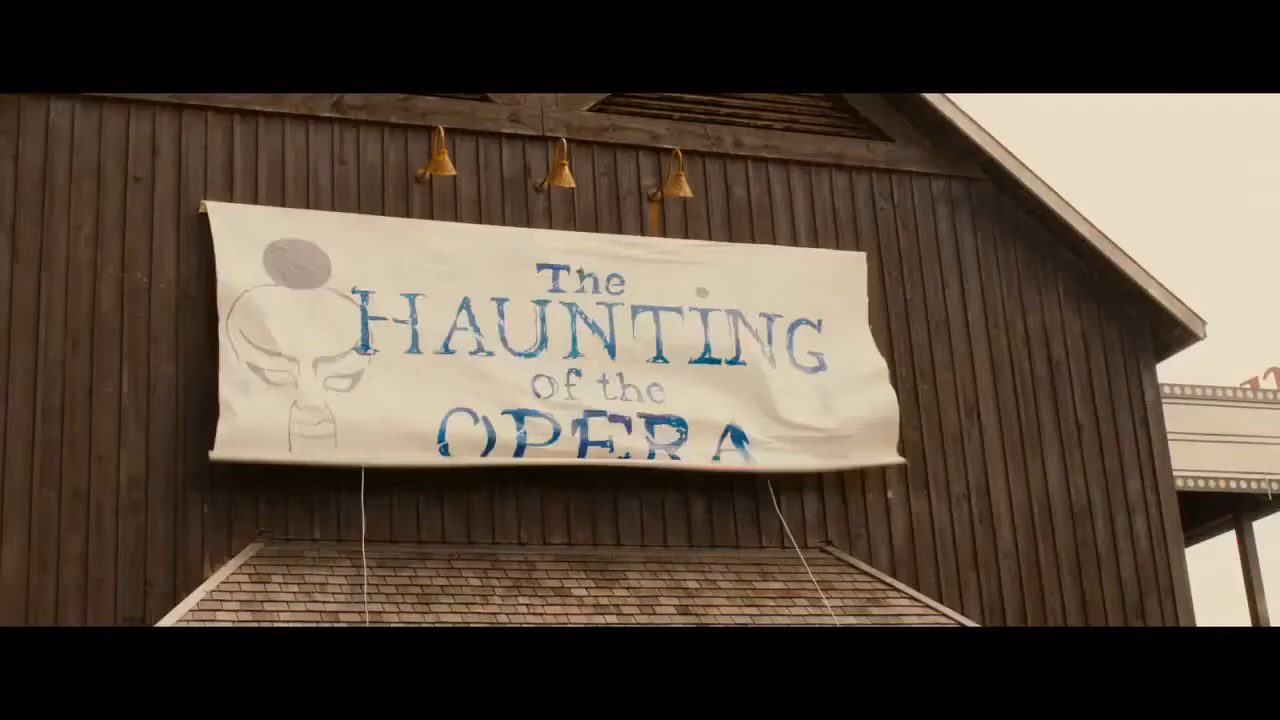 The
HAUNTING
of the
OPERA